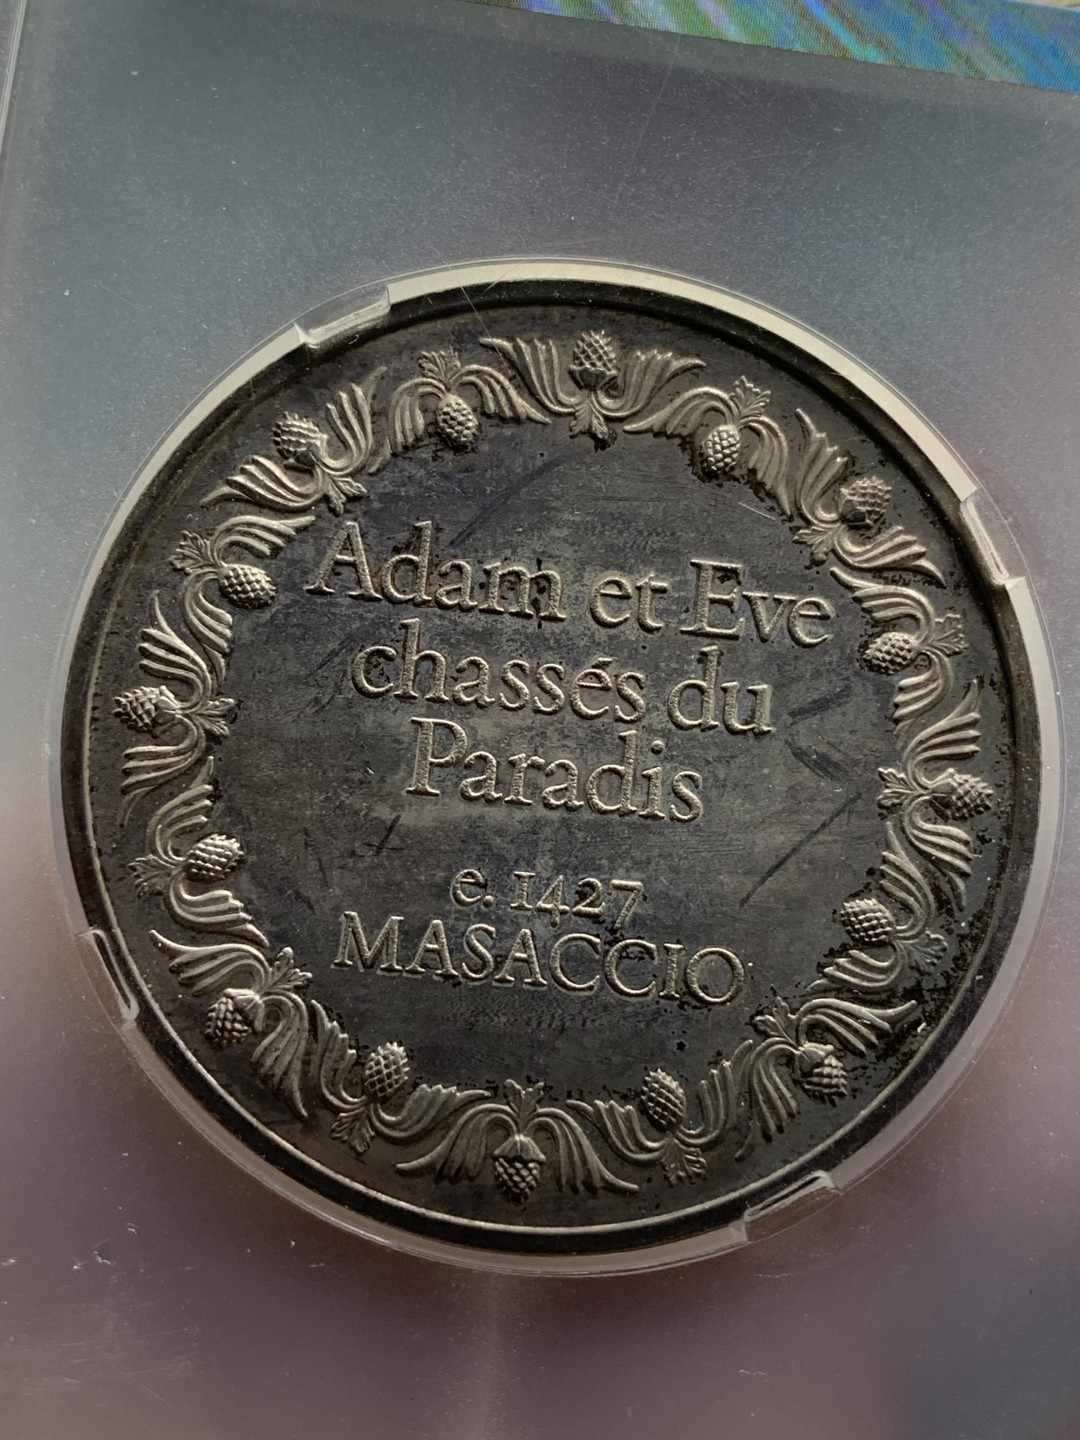 Adam et Eve
chassés du
Paradis
e. 1427
MASACCIO